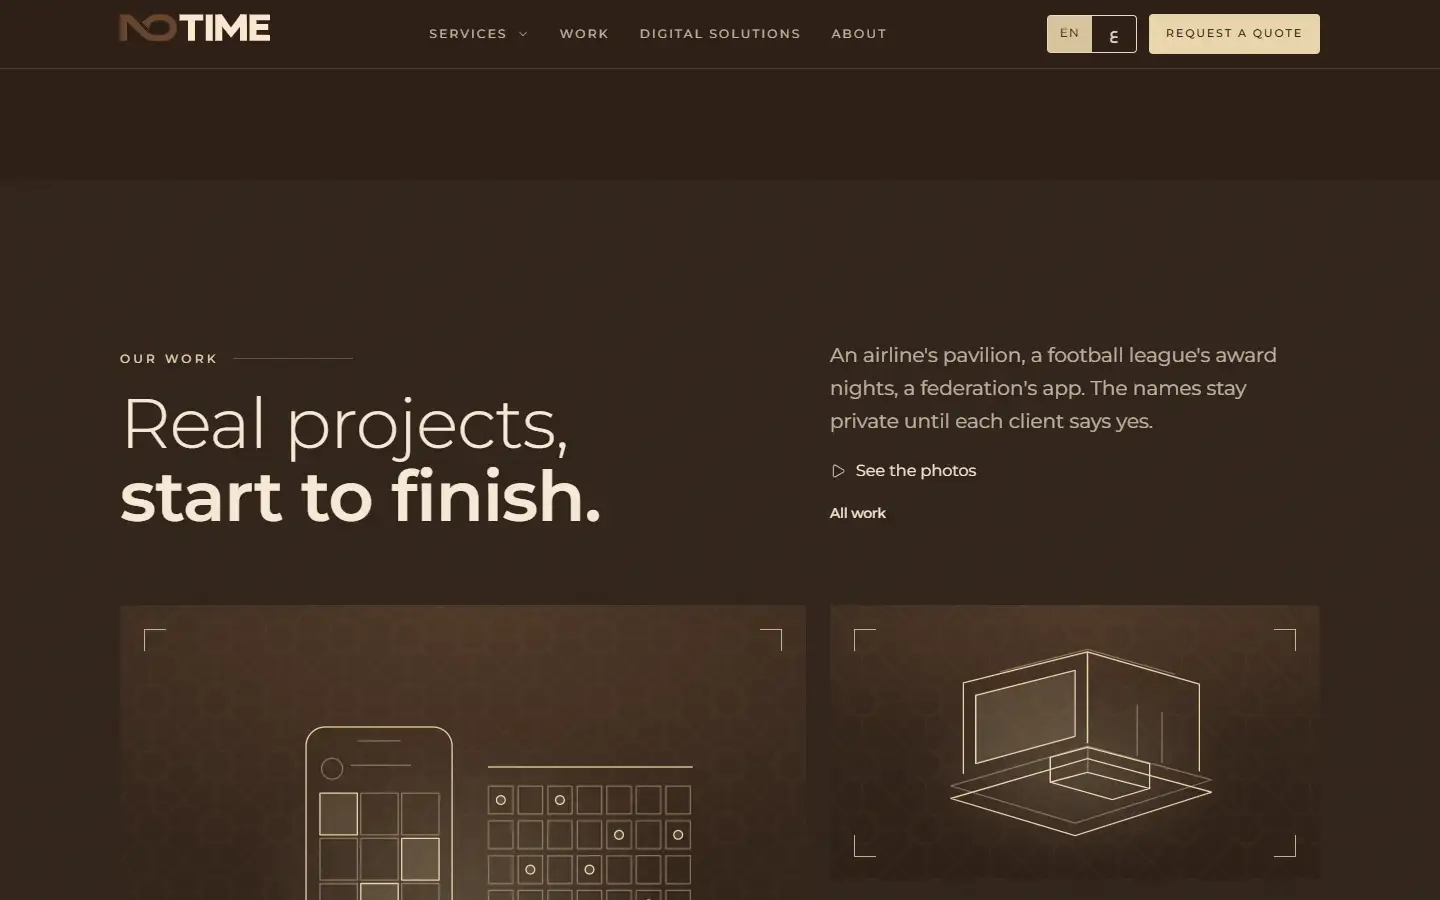 NO TIME
SERVICES
WORK
DIGITAL SOLUTIONS
ABOUT
EN
ع
REQUEST A QUOTE
OUR WORK
Real projects,
start to finish.
An airline's pavilion, a football league's award
nights, a federation's app. The names stay
private until each client says yes.
See the photos
All work